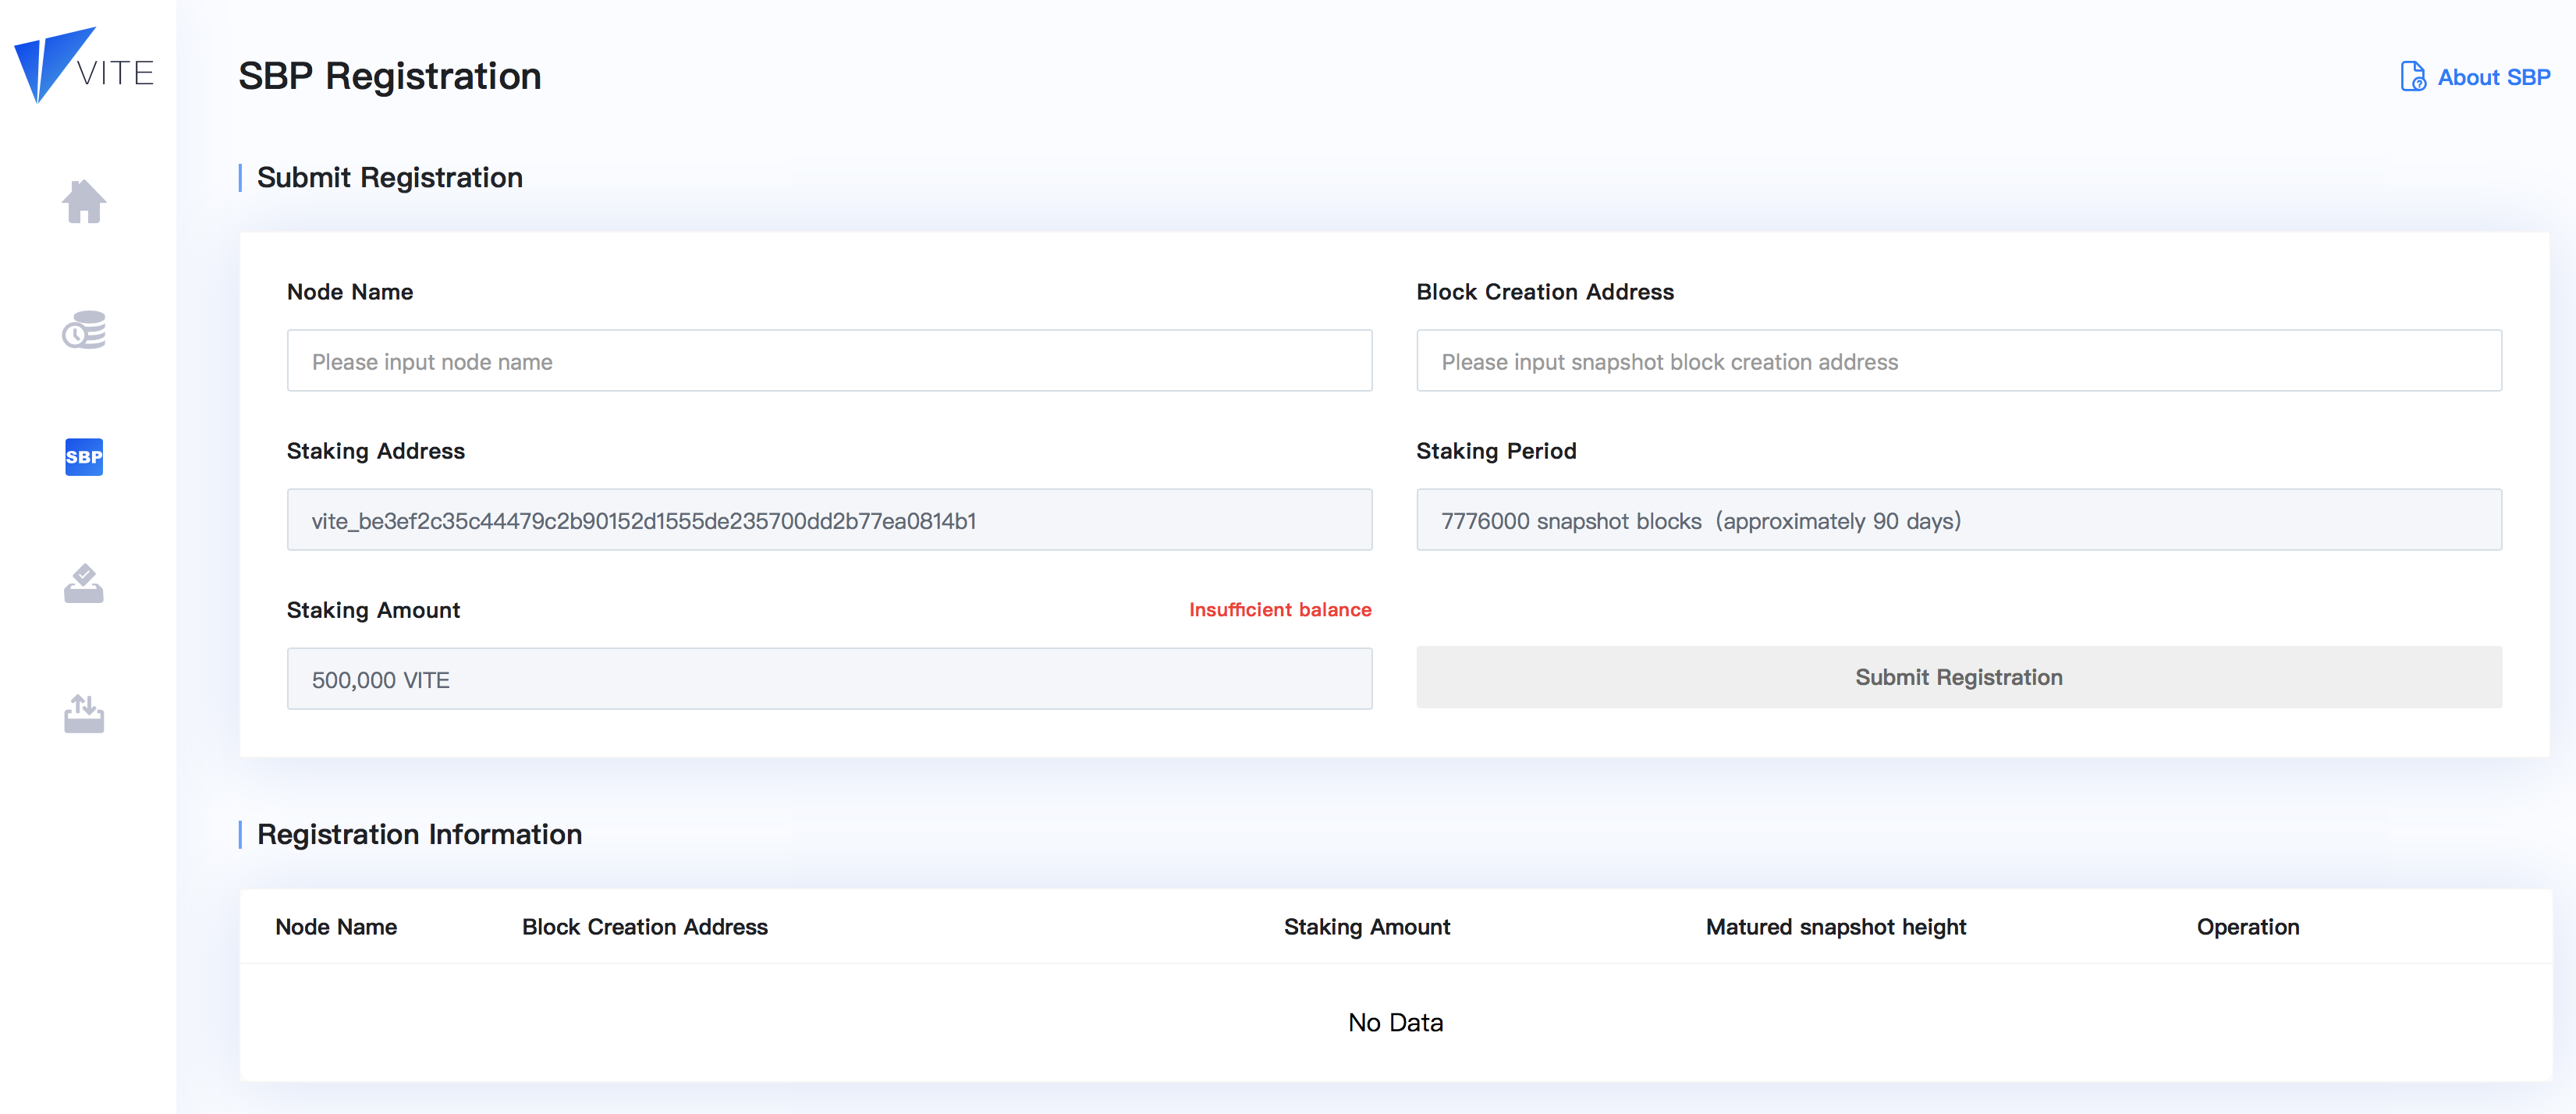 VITE
SBP Registration
About SBP
Submit Registration
Node Name
Block Creation Address
Please input node name
Please input snapshot block creation address
Staking Address
Staking Period
SBP
vite_be3ef2c35c44479c2b90152d1555de235700dd2b77ea0814b1
7776000 snapshot blocks (approximately 90 days)
Staking Amount
Insufficient balance
500,000 VITE
Submit Registration
Registration Information
Node Name Block Creation Address Staking Amount Matured snapshot height Operation
No Data